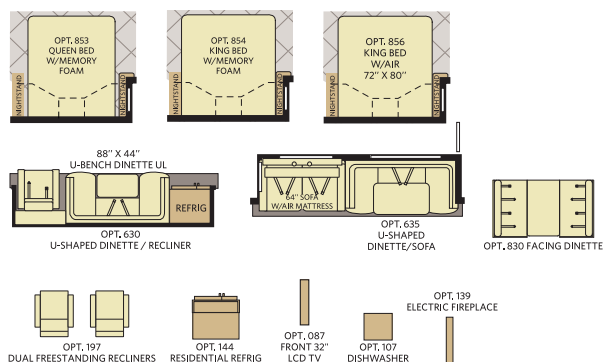 OPT. 853
QUEEN BED
W/MEMORY
FOAM
NIGHTSTAND
NIGHTSTAND
OPT. 854
KING BED
W/MEMORY
FOAM
NIGHTSTAND
NIGHTSTAND
OPT. 856
KING BED
W/AIR
72" X 80"
NIGHTSTAND
88" X 44"
U-BENCH DINETTE UL
REFRIG
OPT. 630
U-SHAPED DINETTE / RECLINER
64" SOFA
W/AIR MATTRESS
OPT. 635
U-SHAPED
DINETTE/SOFA
OPT. 830 FACING DINETTE
OPT. 197
DUAL FREESTANDING RECLINERS
OPT. 144
RESIDENTIAL REFRIG
OPT. 087
FRONT 32"
LCD TV
OPT. 107
DISHWASHER
OPT. 139
ELECTRIC FIREPLACE